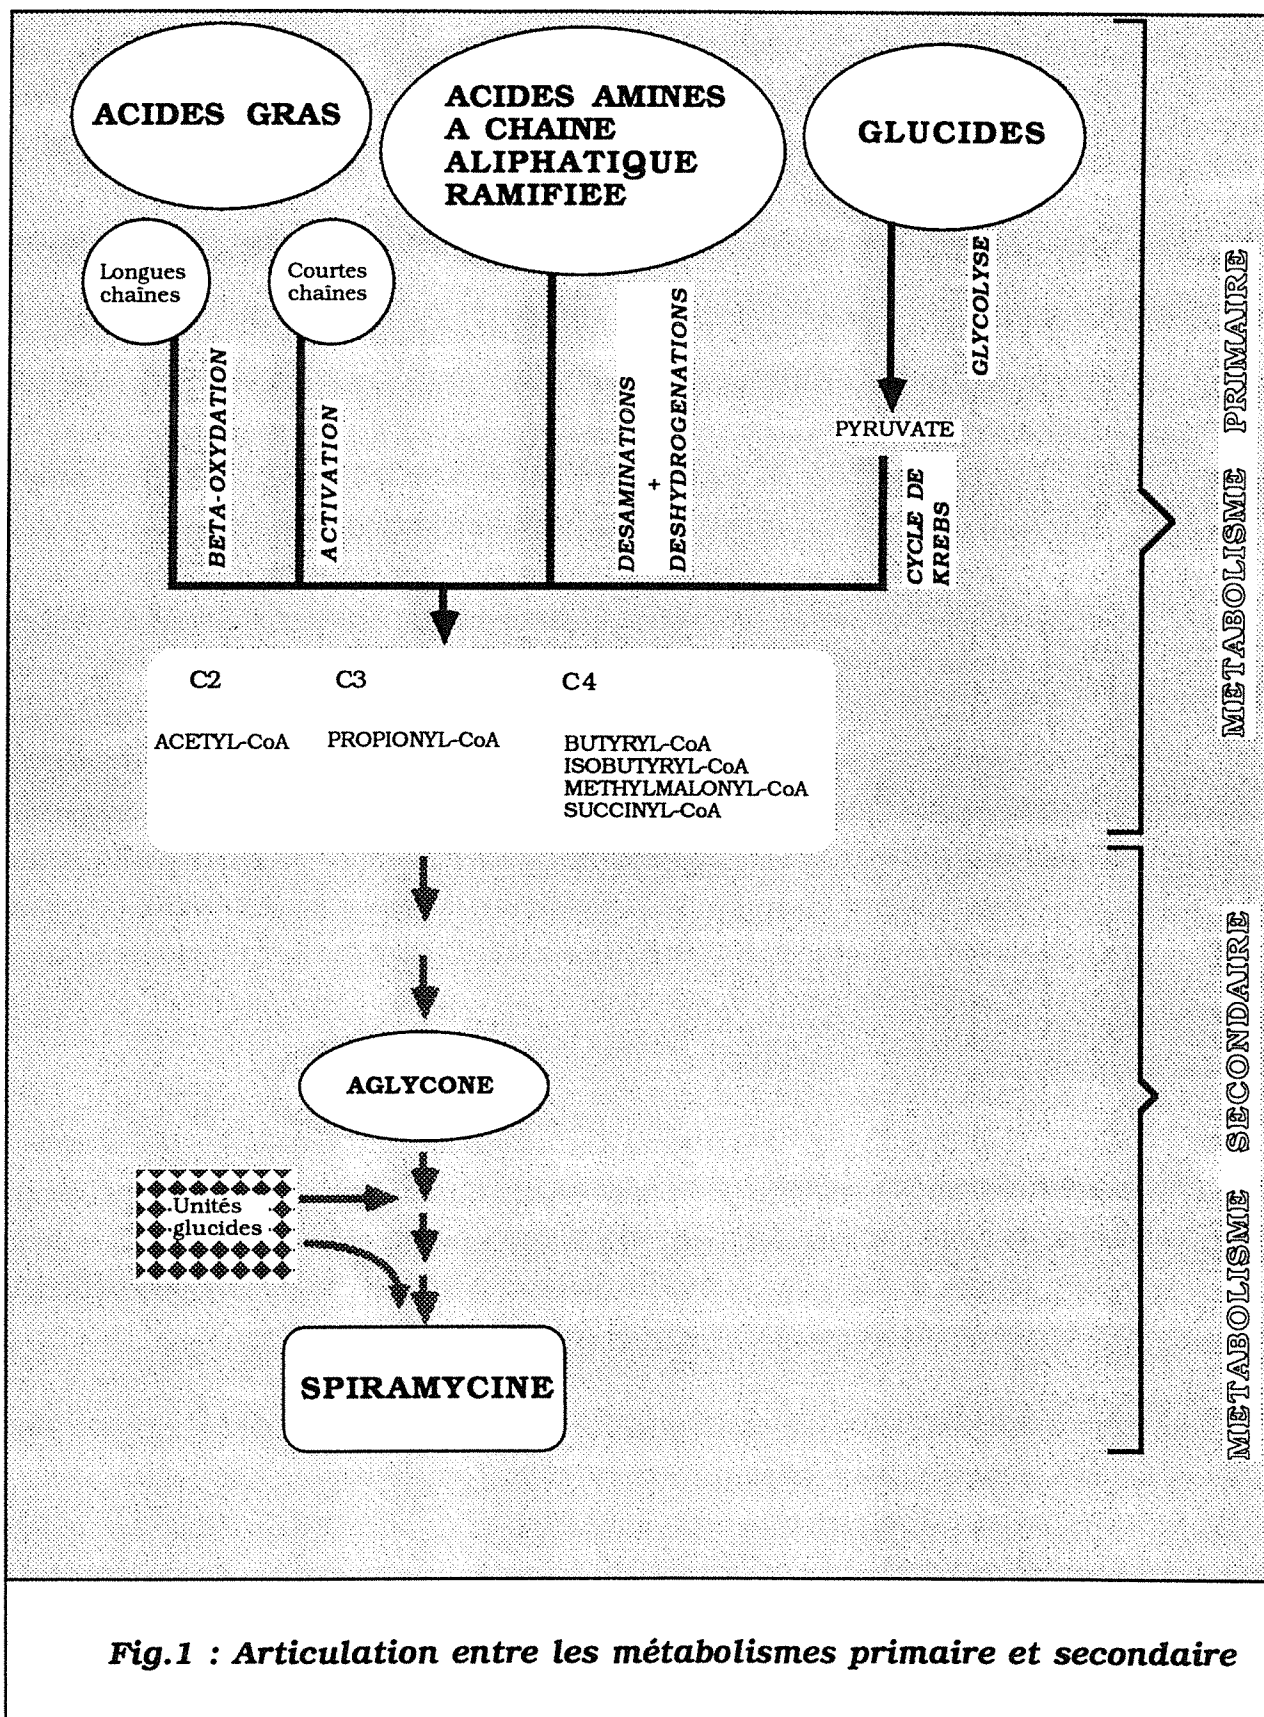 ACIDES GRAS
ACIDES AMINES
A CHAINE
ALIPHATIQUE
RAMIFIEE
GLUCIDES
Longues
chaînes
Courtes
chaînes
BETA-OXYDATION
ACTIVATION
DESAMINATIONS
+
DESHYDROGENATIONS
GLYCOLYSE
PYRUVATE
CYCLE DE
KREBS
METABOLISME PRIMAIRE
C2
C3
C4
ACETYL-CoA
PROPIONYL-CoA
BUTYRYL-CoA
ISOBUTYRYL-CoA
METHYLMALONYL-CoA
SUCCINYL-CoA
AGLYCONE
Unités
glucides
SPIRAMYCINE
METABOLISME SECONDAIRE
Fig.1 : Articulation entre les métabolismes primaire et secondaire